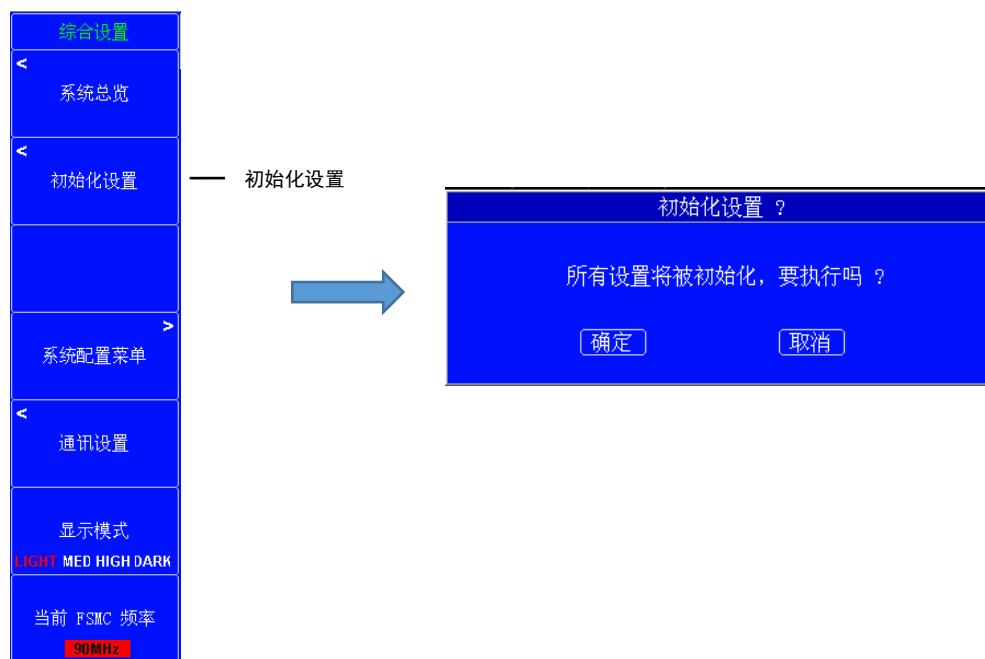 综合设置
<
系统总览
<
初始化设置
初始化设置
初始化设置 ?
所有设置将被初始化, 要执行吗 ?
确定 取消
>
系统配置菜单
<
通讯设置
显示模式
LIGHT MED HIGH DARK
当前 FSMC 频率
90MHz